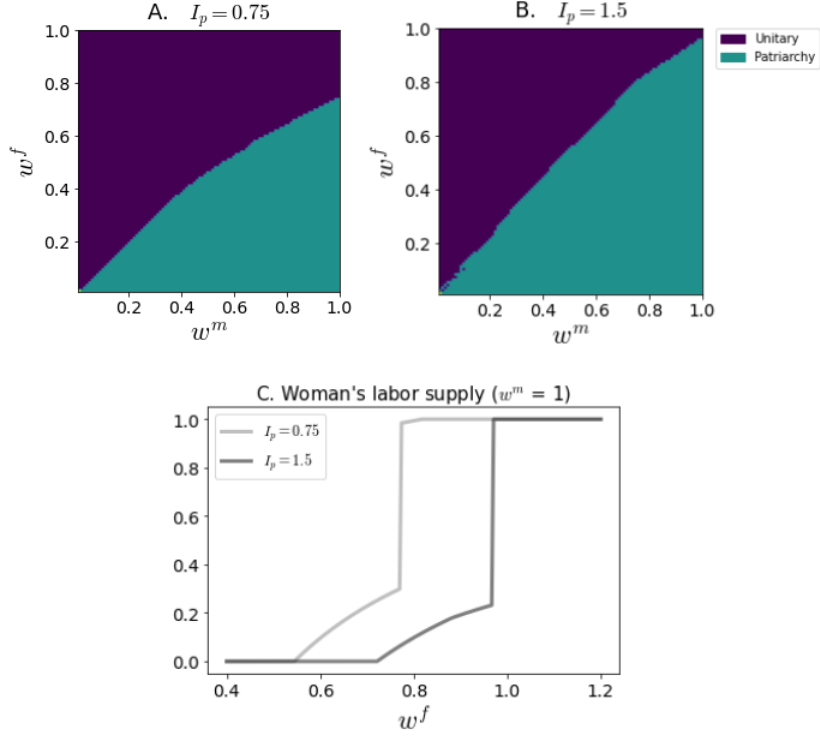 A. I_p = 0.75
1.0
0.8
0.6
0.4
0.2
w^f
0.2 0.4 0.6 0.8 1.0
w^m
B. I_p = 1.5
1.0
0.8
0.6
0.4
0.2
w^f
0.2 0.4 0.6 0.8 1.0
w^m
Unitary
Patriarchy
C. Woman's labor supply (w^m = 1)
I_p = 0.75
I_p = 1.5
1.0
0.8
0.6
0.4
0.2
0.0
0.4 0.6 0.8 1.0 1.2
w^f